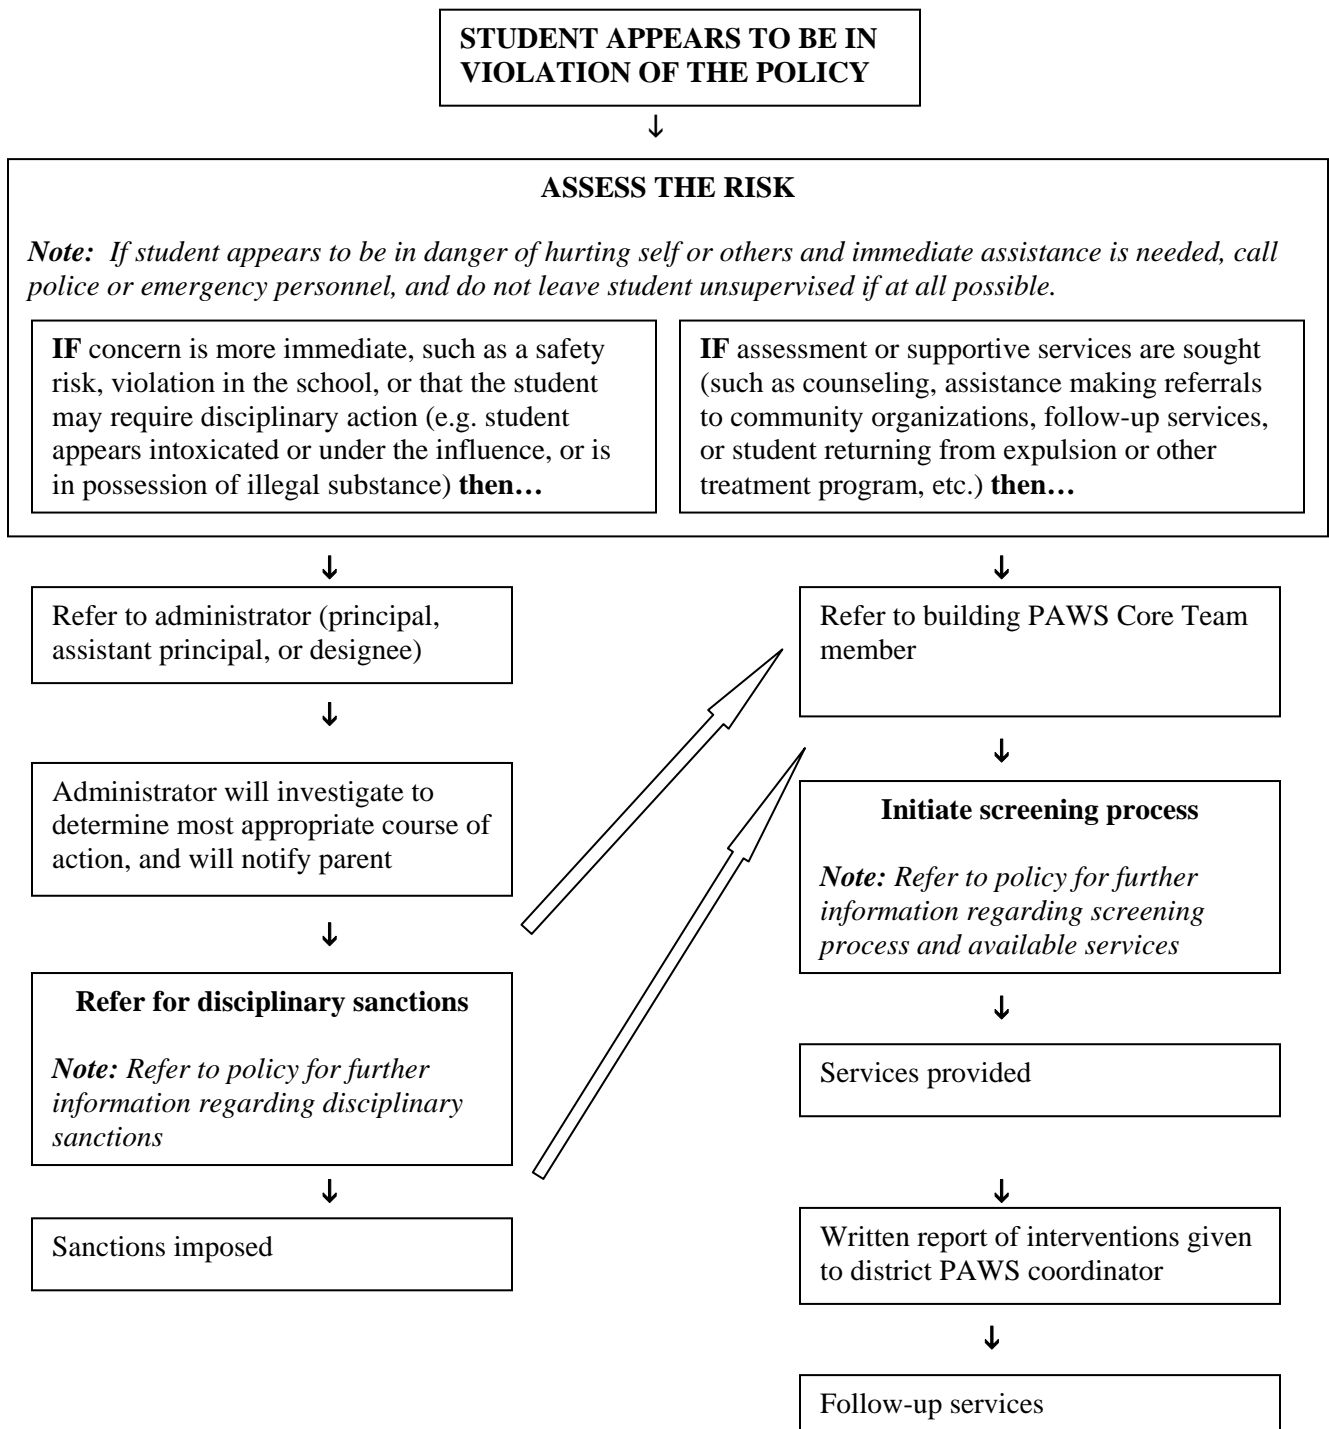 STUDENT APPEARS TO BE IN
VIOLATION OF THE POLICY
↓
ASSESS THE RISK
Note: If student appears to be in danger of hurting self or others and immediate assistance is needed, call
police or emergency personnel, and do not leave student unsupervised if at all possible.
IF concern is more immediate, such as a safety
risk, violation in the school, or that the student
may require disciplinary action (e.g. student
appears intoxicated or under the influence, or is
in possession of illegal substance) then…
IF assessment or supportive services are sought
(such as counseling, assistance making referrals
to community organizations, follow-up services,
or student returning from expulsion or other
treatment program, etc.) then…
↓
Refer to administrator (principal,
assistant principal, or designee)
↓
Administrator will investigate to
determine most appropriate course of
action, and will notify parent
↓
Refer for disciplinary sanctions
Note: Refer to policy for further
information regarding disciplinary
sanctions
↓
Sanctions imposed
↓
Refer to building PAWS Core Team
member
↓
Initiate screening process
Note: Refer to policy for further
information regarding screening
process and available services
↓
Services provided
↓
Written report of interventions given
to district PAWS coordinator
↓
Follow-up services